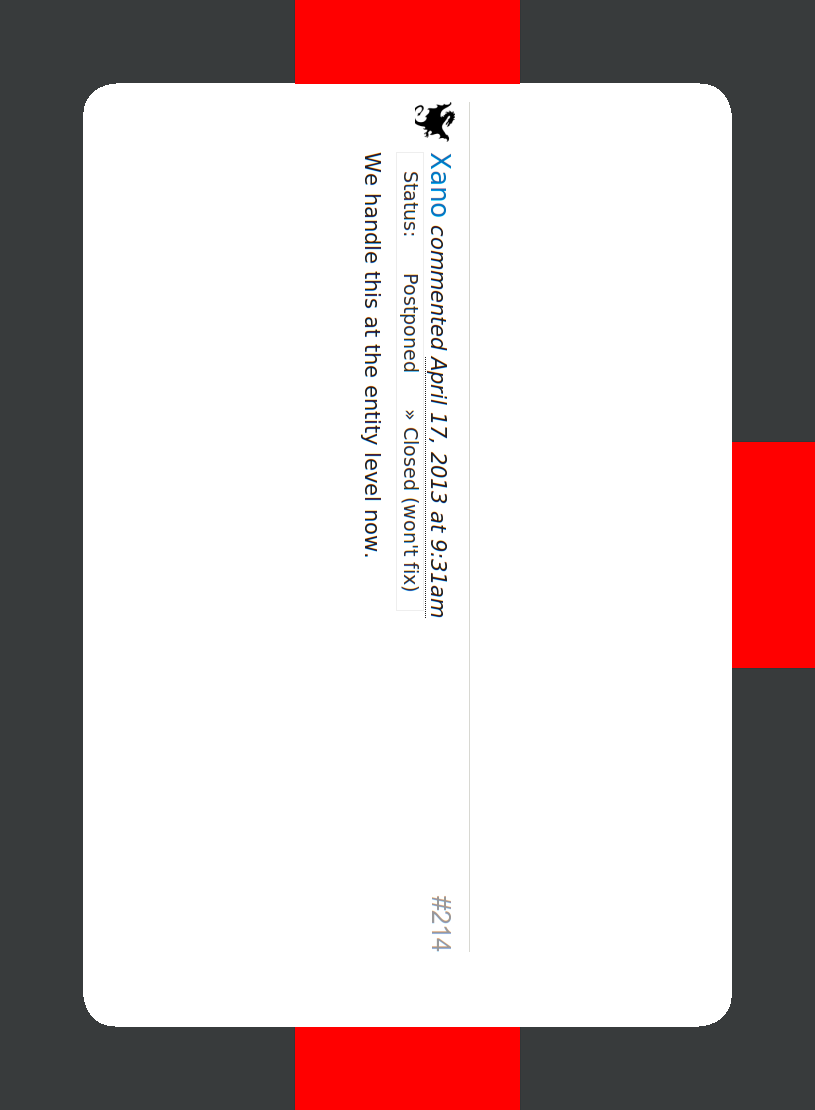 Xano commented April 17, 2013 at 9:31am #214
Status: Postponed » Closed (won't fix)
We handle this at the entity level now.